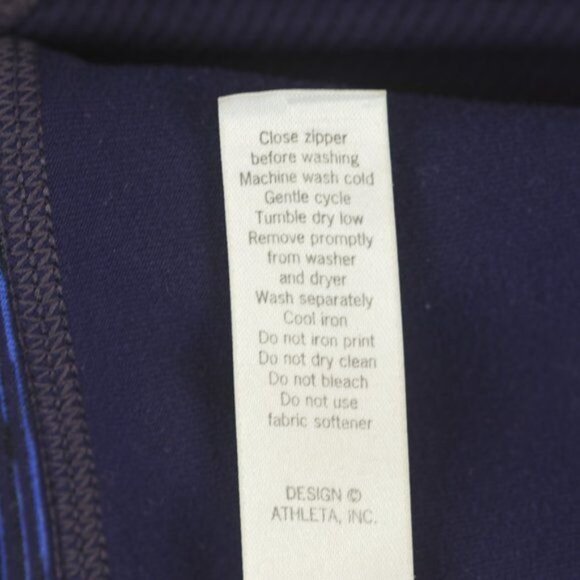 Close zipper
before washing
Machine wash cold
Gentle cycle
Tumble dry low
Remove promptly
from washer
and dryer
Wash separately
Cool iron
Do not iron print
Do not dry clean
Do not bleach
Do not use
fabric softener
DESIGN ©
ATHLETA, INC.